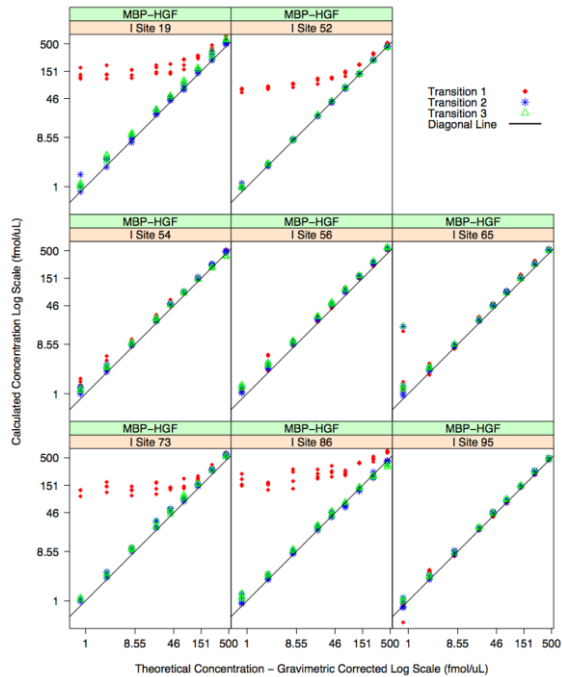 MBP-HGF MBP-HGF
I Site 19 I Site 52
500
151
46
8.55
1
Transition 1
Transition 2
Transition 3
Diagonal Line
MBP-HGF MBP-HGF MBP-HGF
I Site 54 I Site 56 I Site 65
500
151
46
8.55
1
MBP-HGF MBP-HGF MBP-HGF
I Site 73 I Site 86 I Site 95
500
151
46
8.55
1
1 8.55 46 151 500 1 8.55 46 151 500 1 8.55 46 151 500
Calculated Concentration Log Scale (fmol/uL)
Theoretical Concentration - Gravimetric Corrected Log Scale (fmol/uL)